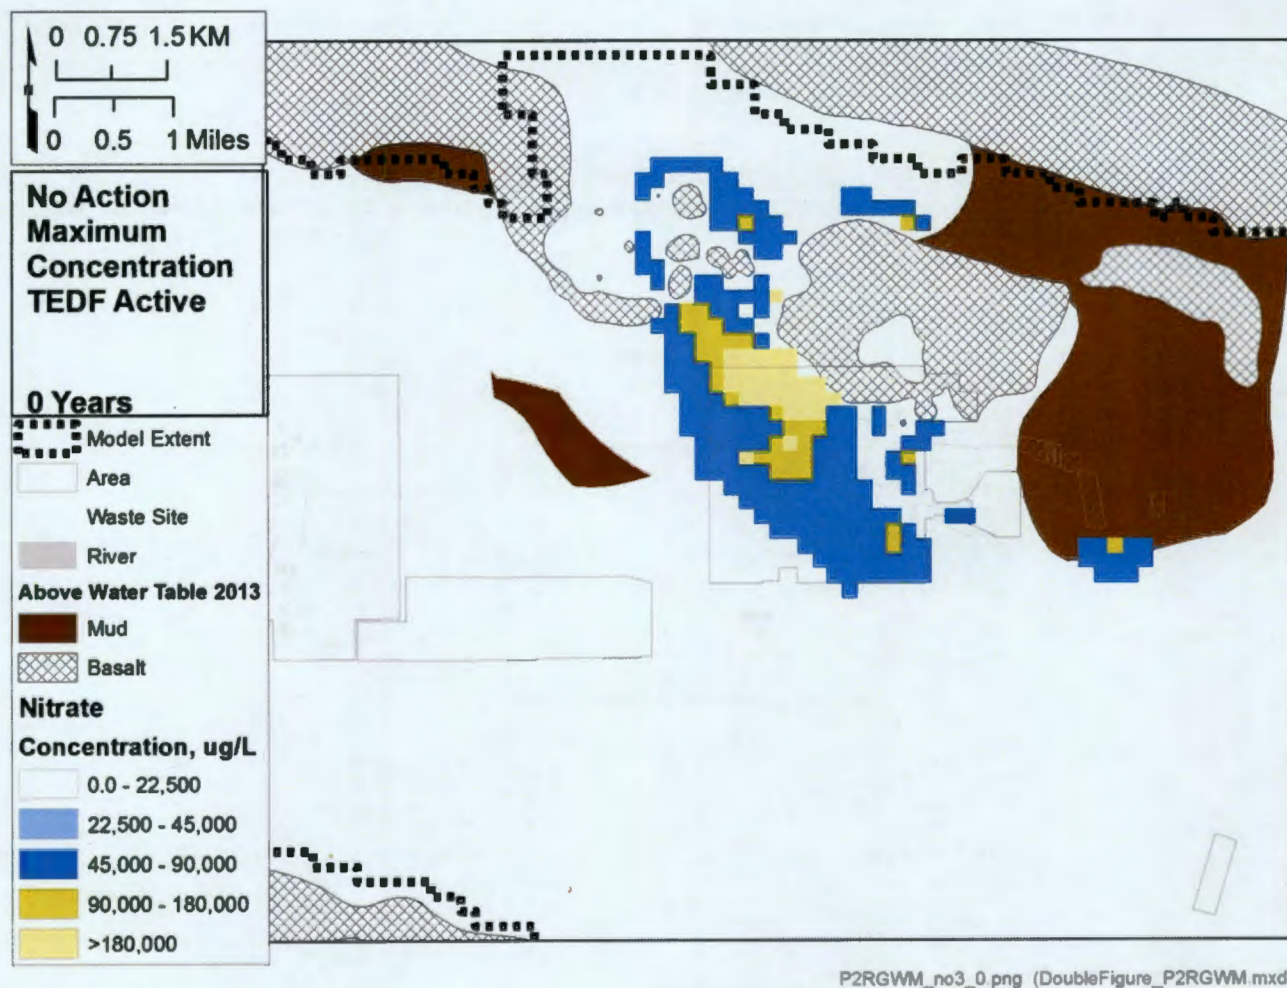 0 0.75 1.5 KM
0 0.5 1 Miles
No Action
Maximum
Concentration
TEDF Active
0 Years
Model Extent
Area
Waste Site
River
Above Water Table 2013
Mud
Basalt
Nitrate
Concentration, ug/L
0.0 - 22,500
22,500 - 45,000
45,000 - 90,000
90,000 - 180,000
>180,000
P2RGWM_no3_0.png (DoubleFigure_P2RGWM.mxd